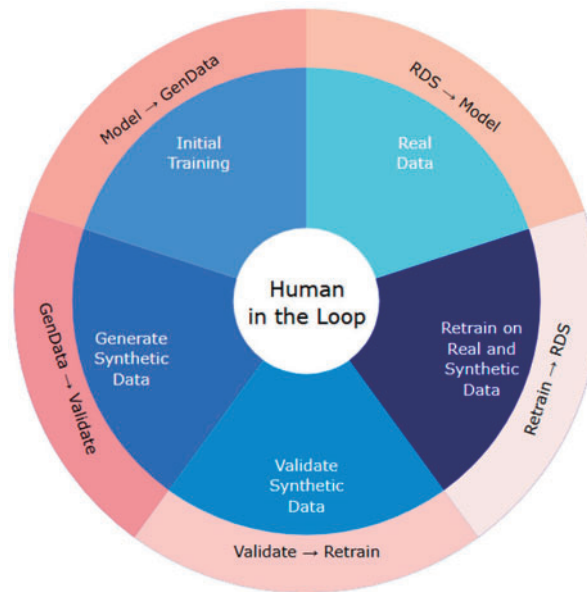 Model → GenData
RDS → Model
Initial
Training
Real
Data
Human
in the Loop
Generate
Synthetic
Data
Retrain on
Real and
Synthetic
Data
GenData → Validate
Retrain → RDS
Validate
Synthetic
Data
Validate → Retrain